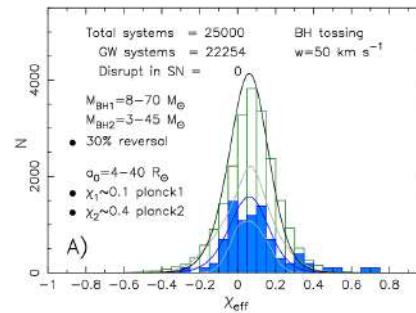 Total systems = 25000
BH tossing
GW systems = 22254
w=50 km s⁻¹
Disrupt in SN = 0
M_BH1=8−70 M_⊙
M_BH2=3−45 M_⊙
● 30% reversal
a₀=4−40 R_⊙
● χ₁~0.1 planck1
● χ₂~0.4 planck2
A)
N
0
2000
4000
−1 −0.8 −0.6 −0.4 −0.2 0 0.2 0.4 0.6 0.8 1
χ_eff